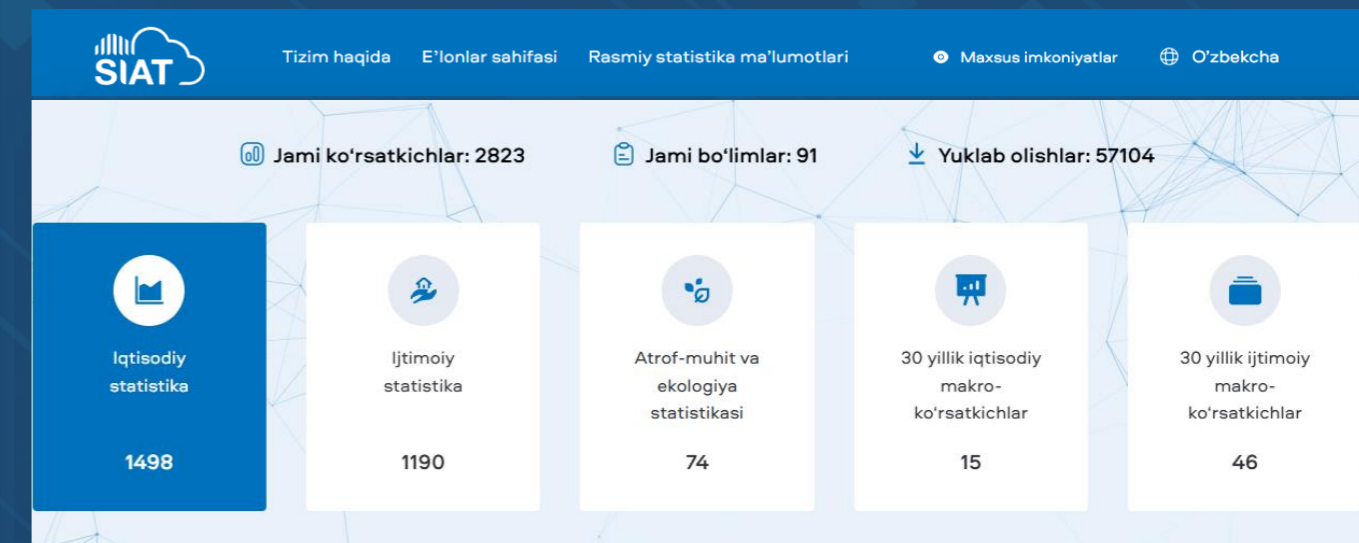 SIAT
Tizim haqida
E'lonlar sahifasi
Rasmiy statistika ma'lumotlari
Maxsus imkoniyatlar
O'zbekcha
Jami ko‘rsatkichlar: 2823
Jami bo‘limlar: 91
Yuklab olishlar: 57104
Iqtisodiy
statistika
1498
Ijtimoiy
statistika
1190
Atrof-muhit va
ekologiya
statistikasi
74
30 yillik iqtisodiy
makro-
ko‘rsatkichlar
15
30 yillik ijtimoiy
makro-
ko‘rsatkichlar
46